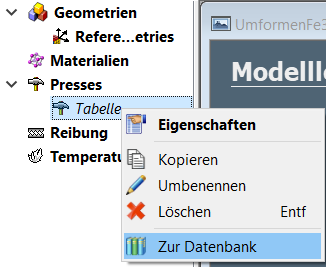 Geometrien
Refere...etries
Materialien
Presses
Tabelle
Reibung
Temperatu
UmformenFe3
Modellle
Eigenschaften
Kopieren
Umbenennen
Löschen Entf
Zur Datenbank